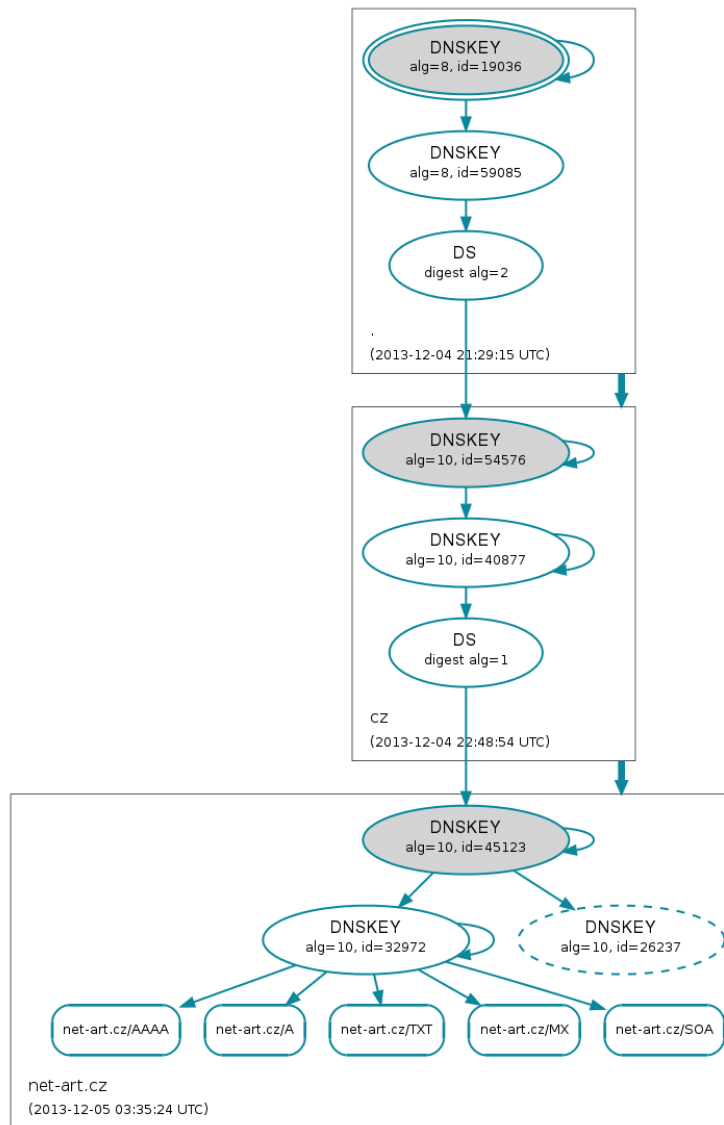 DNSKEY
alg=8, id=19036
DNSKEY
alg=8, id=59085
DS
digest alg=2
.
(2013-12-04 21:29:15 UTC)
DNSKEY
alg=10, id=54576
DNSKEY
alg=10, id=40877
DS
digest alg=1
cz
(2013-12-04 22:48:54 UTC)
DNSKEY
alg=10, id=45123
DNSKEY
alg=10, id=32972
DNSKEY
alg=10, id=26237
net-art.cz/AAAA
net-art.cz/A
net-art.cz/TXT
net-art.cz/MX
net-art.cz/SOA
net-art.cz
(2013-12-05 03:35:24 UTC)